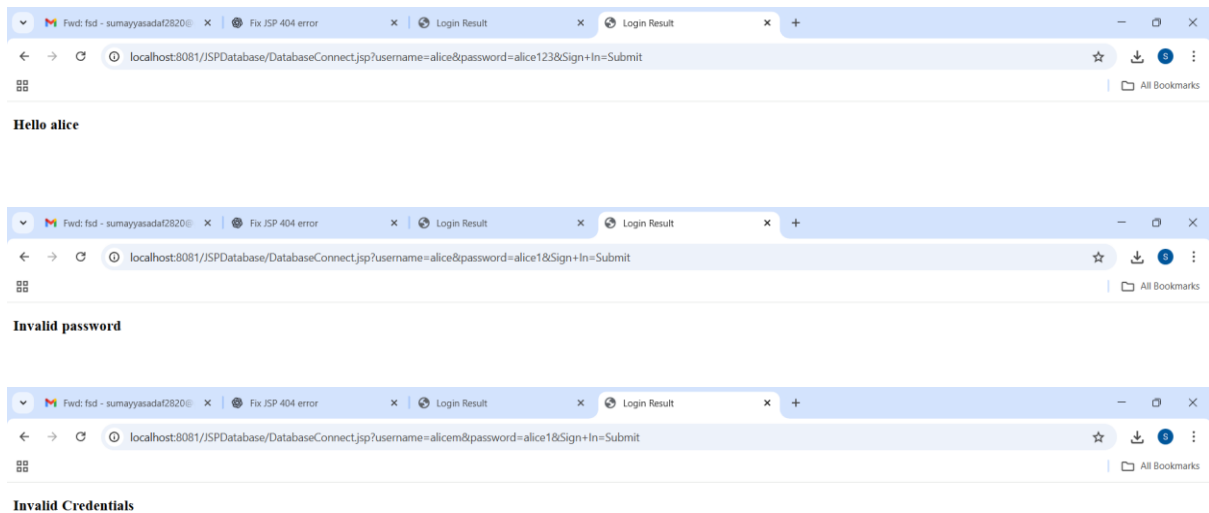 Fwd: fsd - sumayyasadaf2820@
Fix JSP 404 error
Login Result
Login Result
localhost:8081/JSPDatabase/DatabaseConnect.jsp?username=alice&password=alice123&Sign+In=Submit
S
All Bookmarks
Hello alice
Fwd: fsd - sumayyasadaf2820@
Fix JSP 404 error
Login Result
Login Result
localhost:8081/JSPDatabase/DatabaseConnect.jsp?username=alice&password=alice1&Sign+In=Submit
S
All Bookmarks
Invalid password
Fwd: fsd - sumayyasadaf2820@
Fix JSP 404 error
Login Result
Login Result
localhost:8081/JSPDatabase/DatabaseConnect.jsp?username=alicem&password=alice1&Sign+In=Submit
S
All Bookmarks
Invalid Credentials